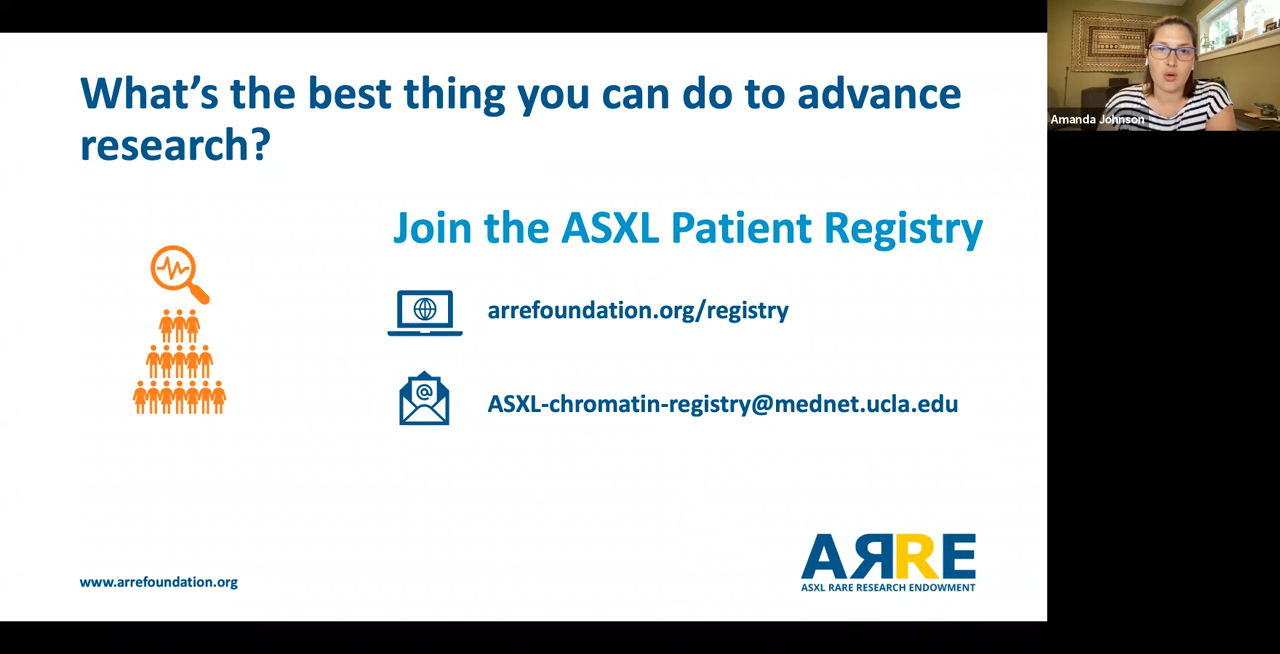 What's the best thing you can do to advance
research?
Join the ASXL Patient Registry
arrefoundation.org/registry
@
ASXL-chromatin-registry@mednet.ucla.edu
www.arrefoundation.org
AЯRE
ASXL RARE RESEARCH ENDOWMENT
Amanda Johnson